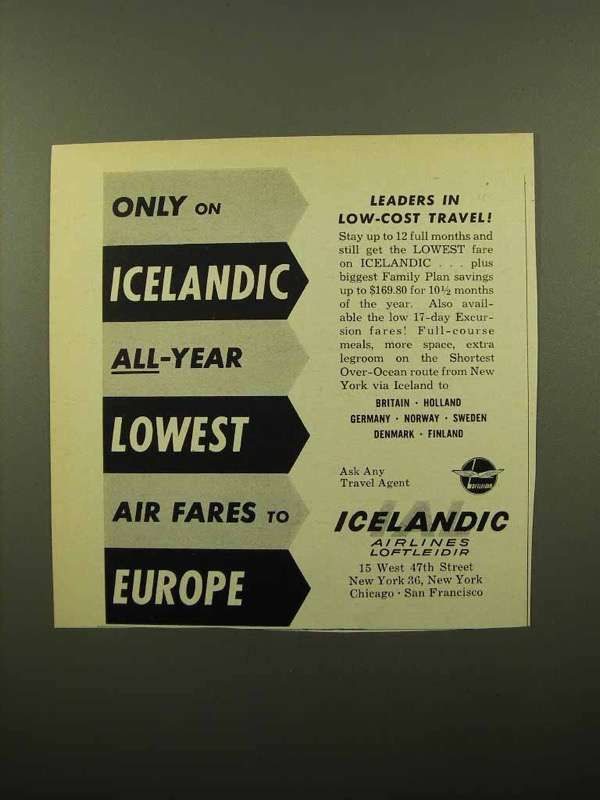 ONLY ON
ICELANDIC
ALL-YEAR
LOWEST
AIR FARES TO
EUROPE
LEADERS IN
LOW-COST TRAVEL!
Stay up to 12 full months and
still get the LOWEST fare
on ICELANDIC . . . plus
biggest Family Plan savings
up to $169.80 for 10½ months
of the year. Also avail-
able the low 17-day Excur-
sion fares! Full-course
meals, more space, extra
legroom on the Shortest
Over-Ocean route from New
York via Iceland to
BRITAIN · HOLLAND
GERMANY · NORWAY · SWEDEN
DENMARK · FINLAND
Ask Any
Travel Agent
LOFTLEIDIR
ICELANDIC
AIRLINES
LOFTLEIDIR
15 West 47th Street
New York 36, New York
Chicago · San Francisco